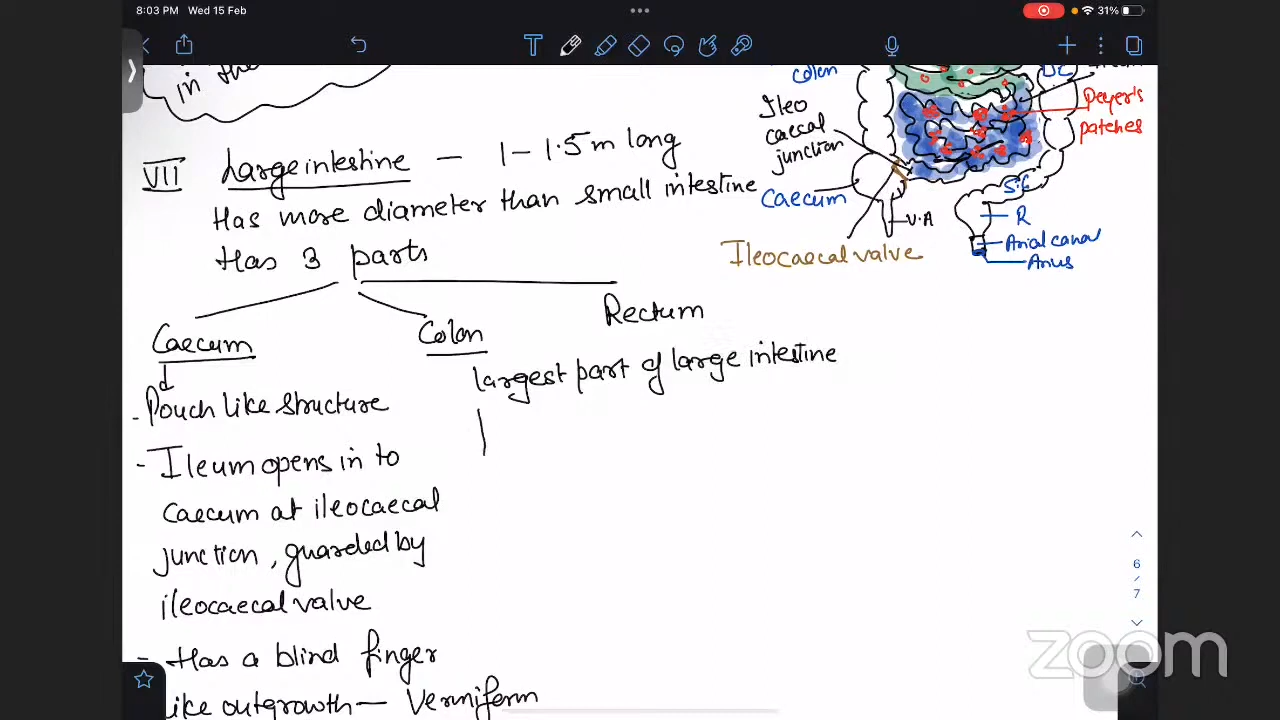 8:03 PM Wed 15 Feb
31%
in the
colon
D.C
Ileo
caecal
junction
Peyer's
patches
Caecum
S.C
V.A
R
Anal canal
Anus
Ileocaecal valve
VII Large intestine — 1 - 1.5 m long
Has more diameter than small intestine
Has 3 parts
Caecum
Colon
Rectum
largest part of large intestine
- Pouch like structure
- Ileum opens in to
caecum at ileocaecal
junction, guarded by
ileocaecal valve
- Has a blind finger
like outgrowth — Vermiform
6
/
7
zoom